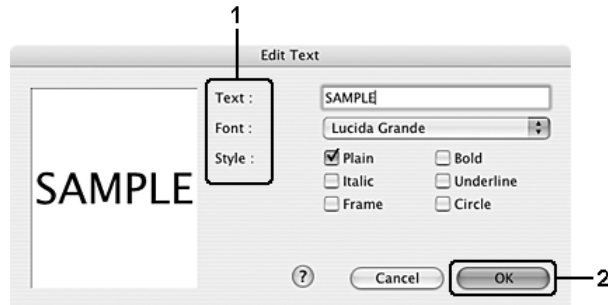 1
Edit Text
Text : SAMPLE
Font : Lucida Grande
SAMPLE
Style : Plain Bold
Italic Underline
Frame Circle
? Cancel OK 2